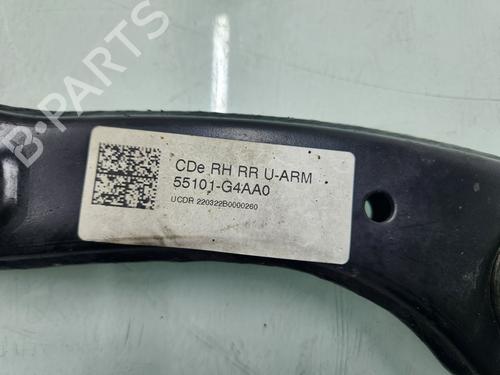 B-PARTS
CDe RH RR U-ARM
55101-G4AA0
UCDR 220322B0000260